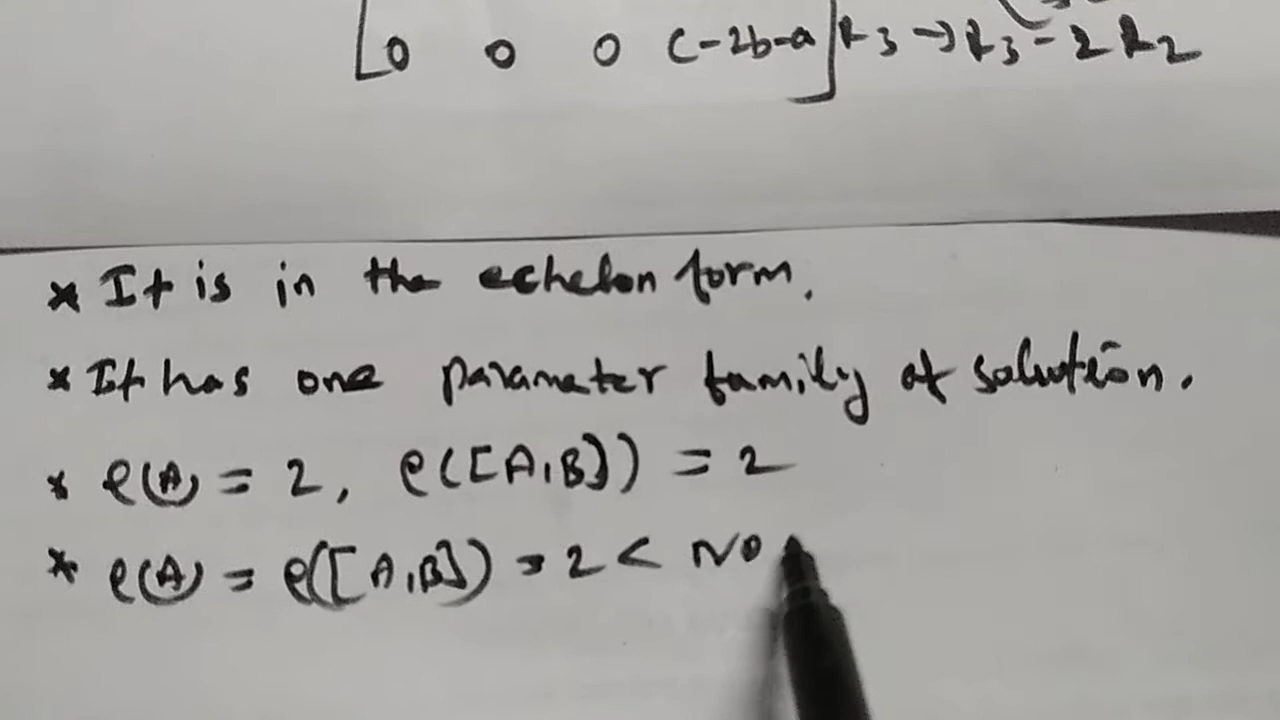 0 0 0 c-2b-a] R3 → R3 - 2R2
* It is in the echelon form.
* It has one parameter family of solution.
* ρ(A) = 2, ρ([A,B]) = 2
* ρ(A) = ρ([A,B]) = 2 < No